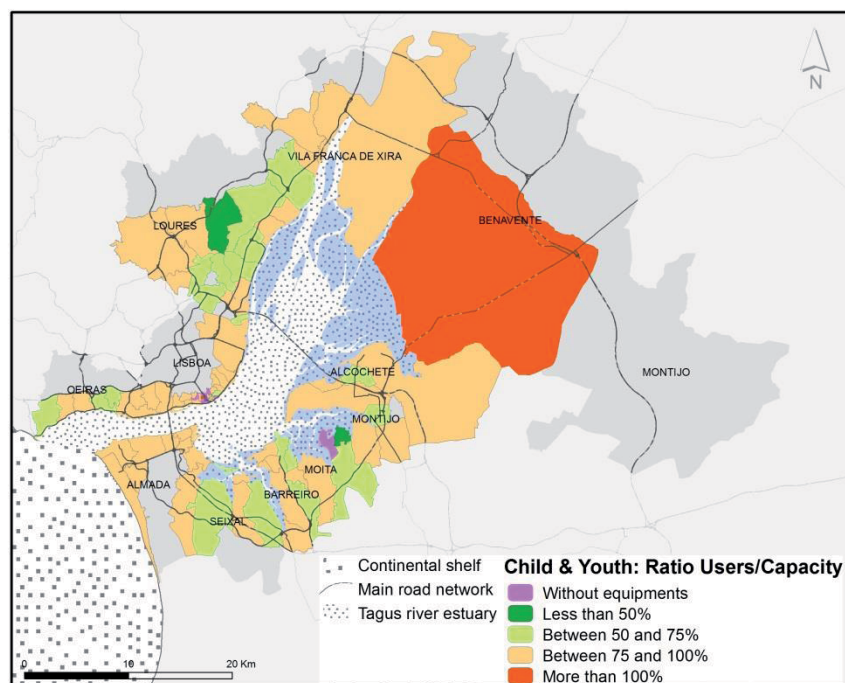 N
VILA FRANCA DE XIRA
BENAVENTE
LOURES
LISBOA
OEIRAS
ALCOCHETE
MONTIJO
MONTIJO
MOITA
ALMADA
BARREIRO
SEIXAL
Continental shelf
Main road network
Tagus river estuary
Child & Youth: Ratio Users/Capacity
Without equipments
Less than 50%
Between 50 and 75%
Between 75 and 100%
More than 100%
0 10 20 Km